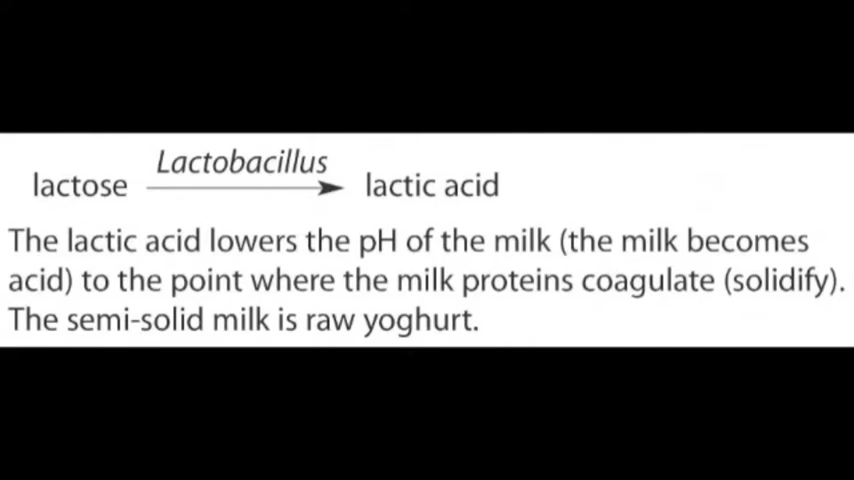 Lactobacillus
lactose → lactic acid
The lactic acid lowers the pH of the milk (the milk becomes
acid) to the point where the milk proteins coagulate (solidify).
The semi-solid milk is raw yoghurt.